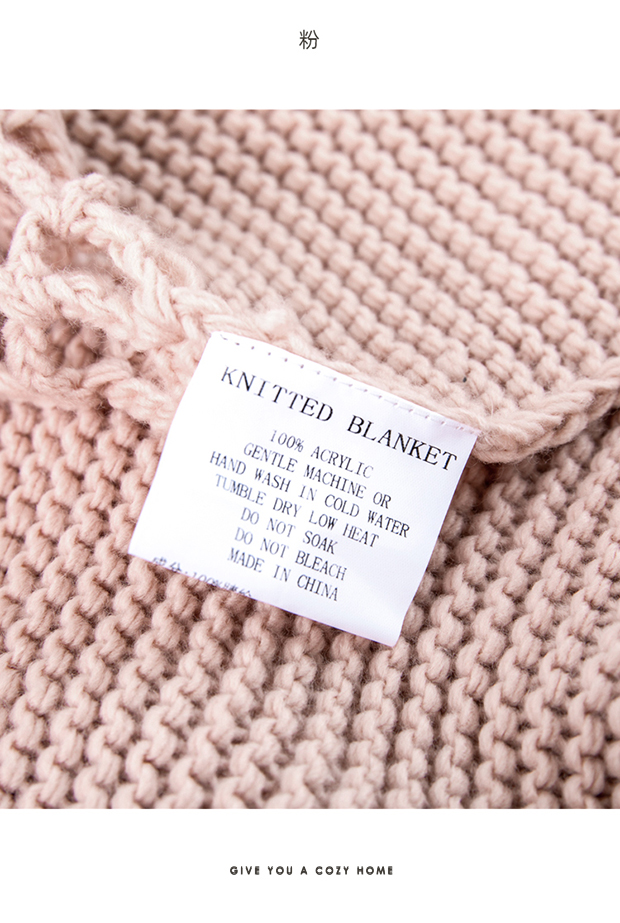 粉
KNITTED BLANKET
100% ACRYLIC
GENTLE MACHINE OR
HAND WASH IN COLD WATER
TUMBLE DRY LOW HEAT
DO NOT SOAK
DO NOT BLEACH
MADE IN CHINA
GIVE YOU A COZY HOME